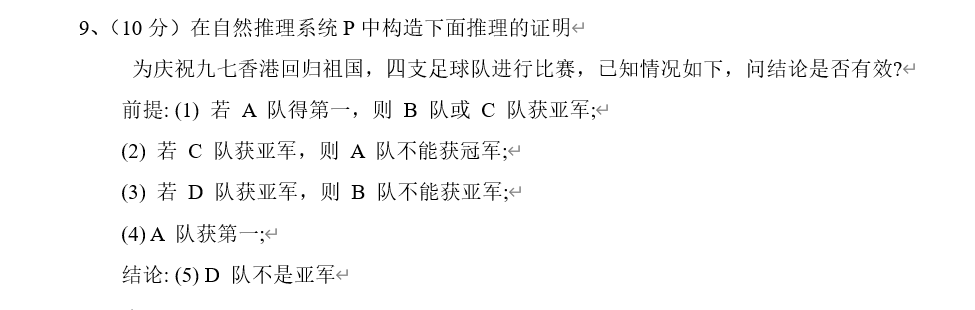 9、（10 分）在自然推理系统 P 中构造下面推理的证明↵
为庆祝九七香港回归祖国，四支足球队进行比赛，已知情况如下，问结论是否有效?↵
前提: (1) 若 A 队得第一，则 B 队或 C 队获亚军;↵
(2) 若 C 队获亚军，则 A 队不能获冠军;↵
(3) 若 D 队获亚军，则 B 队不能获亚军;↵
(4) A 队获第一;↵
结论: (5) D 队不是亚军↵